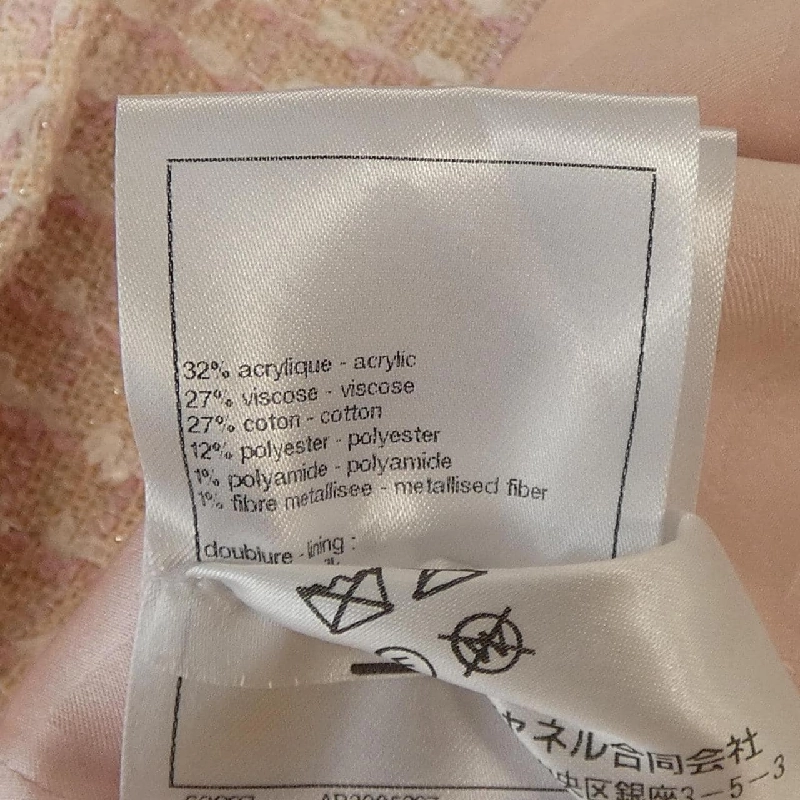 32% acrylique - acrylic
27% viscose - viscose
27% coton - cotton
12% polyester - polyester
1% polyamide - polyamide
1% fibre metallisee - metallised fiber
doublure - lining :
ャネル合同会社
央区銀座3-5-3